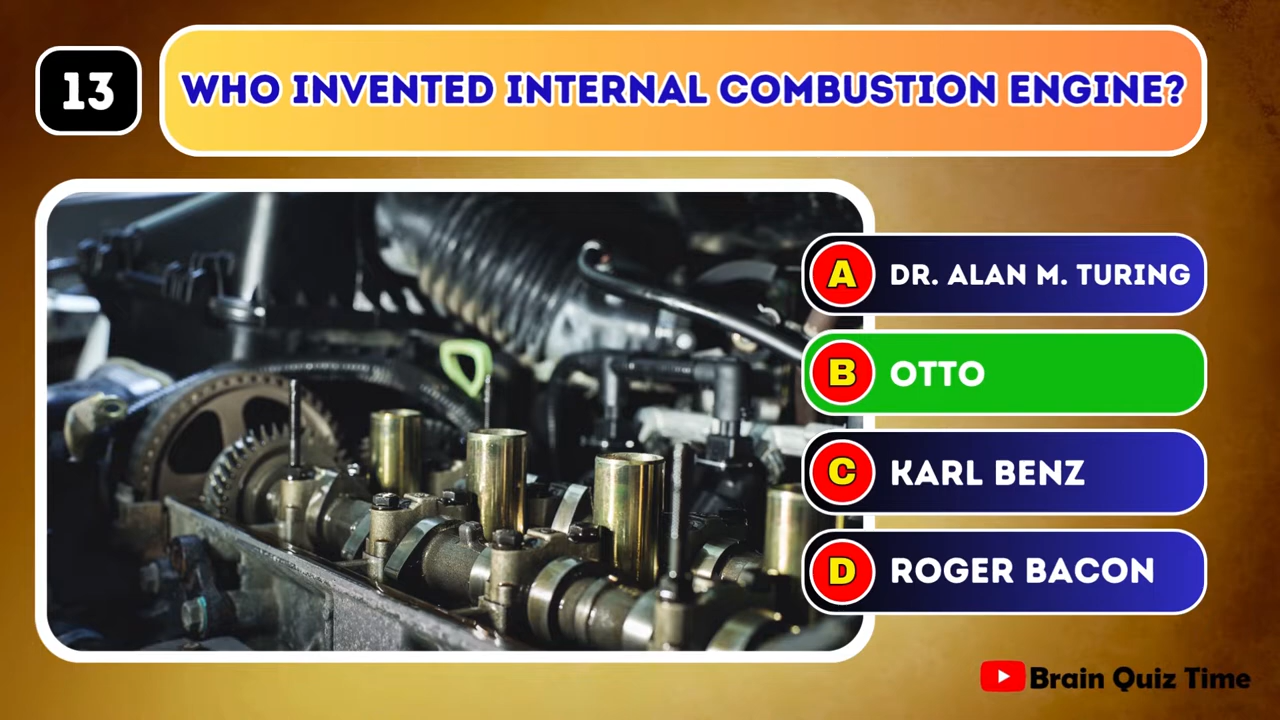 13
WHO INVENTED INTERNAL COMBUSTION ENGINE?
A DR. ALAN M. TURING
B OTTO
C KARL BENZ
D ROGER BACON
Brain Quiz Time